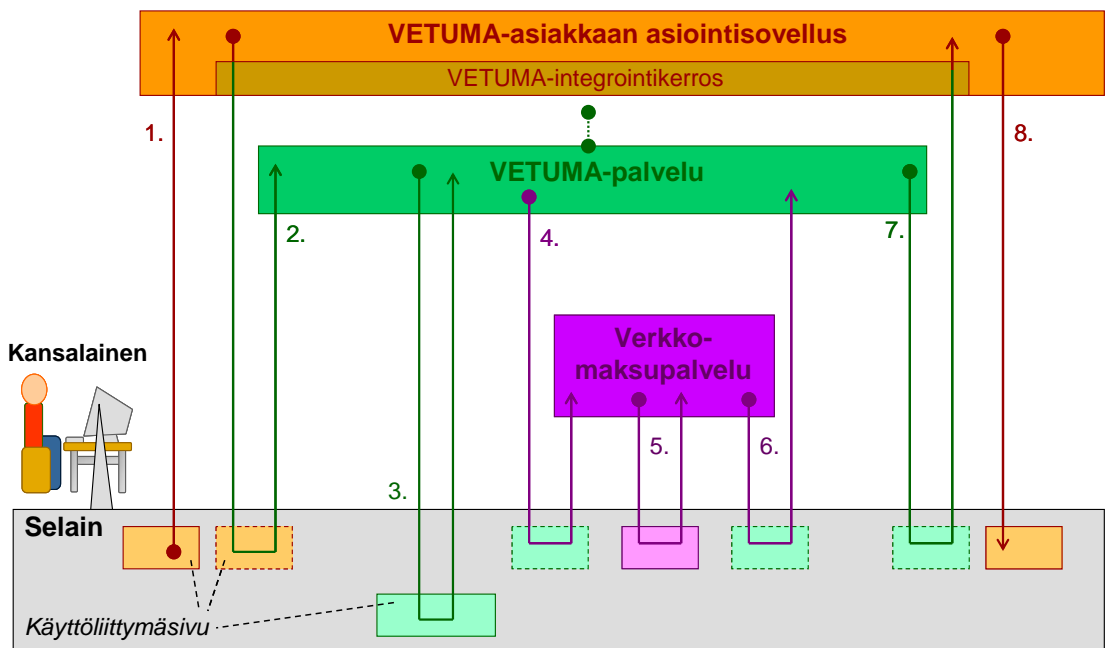 VETUMA-asiakkaan asiointisovellus
VETUMA-integrointikerros
1.
8.
VETUMA-palvelu
2.
4.
7.
Verkko-
maksupalvelu
Kansalainen
3.
5.
6.
Selain
Käyttöliittymäsivu